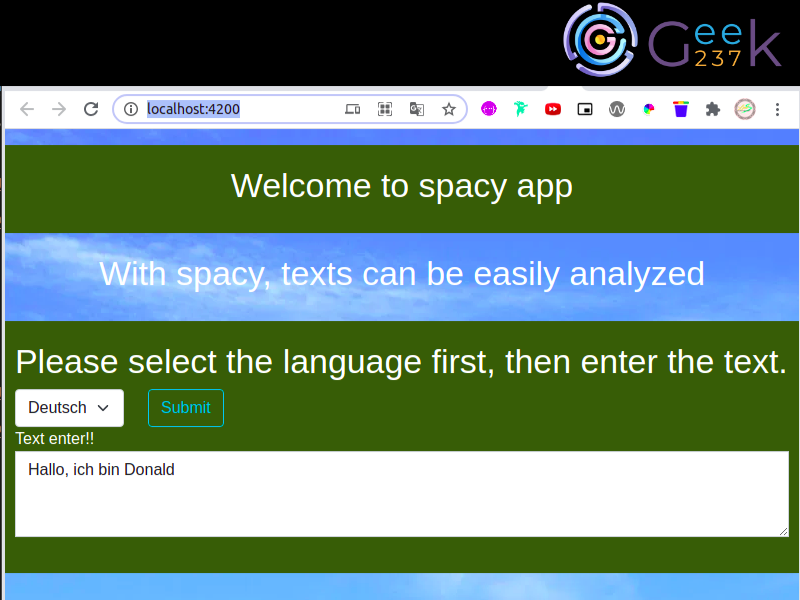 Geek
237
localhost:4200
Welcome to spacy app
With spacy, texts can be easily analyzed
Please select the language first, then enter the text.
Deutsch
Submit
Text enter!!
Hallo, ich bin Donald